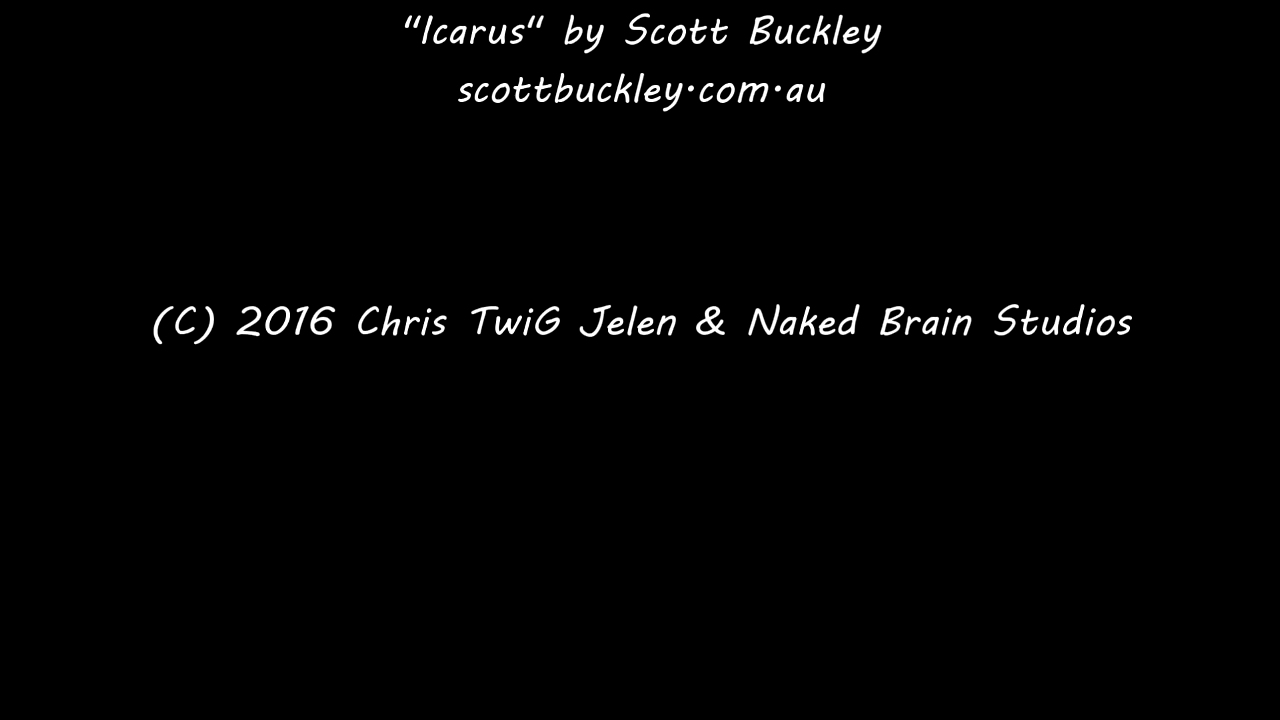 "Icarus" by Scott Buckley
scottbuckley.com.au
(C) 2016 Chris TwiG Jelen & Naked Brain Studios